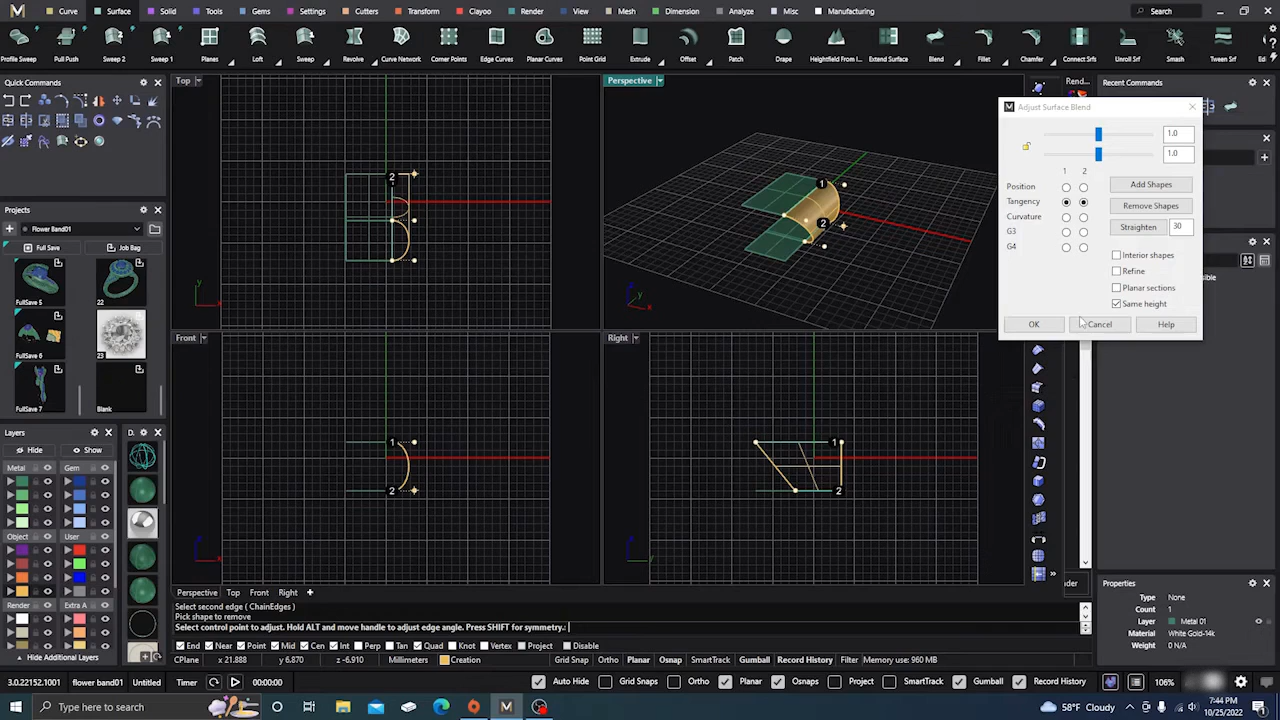 Curve
Surface
Solid
Tools
Gems
Settings
Cutters
Transform
Clayoo
Render
View
Mesh
Dimension
Analyze
Misc
Manufacturing
Search
Profile Sweep
Pull Push
Sweep 2
Sweep 1
Planes
Loft
Sweep
Revolve
Curve Network
Corner Points
Edge Curves
Planar Curves
Point Grid
Extrude
Offset
Patch
Heightfield From I...
Extend Surface
Blend
Fillet
Chamfer
Connect Srfs
Unroll Srf
Smash
Tween Srf
Quick Commands
Projects
Flower Band01
Full Save
Job Bag
FullSave 5
22
FullSave 6
23
FullSave 7
Blank
Layers
D.
Hide
Show
Metal
Gem
Object
User
Render
Extra A
Hide Additional Layers
Top
Perspective
Front
Right
Rend...
Recent Commands
Adjust Surface Blend
1.0
1.0
1 2
Position
Tangency
Curvature
G3
G4
Add Shapes
Remove Shapes
Straighten
30
Interior shapes
Refine
Planar sections
Same height
OK
Cancel
Help
Perspective
Top
Front
Right
Select second edge ( ChainEdges )
Pick shape to remove
Select control point to adjust. Hold ALT and move handle to adjust edge angle. Press SHIFT for symmetry.:
End
Near
Point
Mid
Cen
Int
Perp
Tan
Quad
Knot
Vertex
Project
Disable
CPlane
x 21.888
y 6.870
z -6.910
Millimeters
Creation
Grid Snap
Ortho
Planar
Osnap
SmartTrack
Gumball
Record History
Filter
Memory use: 960 MB
Properties
Type None
Count 1
Layer Metal 01
Material White Gold-14k
Weight 0 N/A
3.0.22152.1001
flower band01
Untitled
Timer
00:00:00
Auto Hide
Grid Snaps
Ortho
Planar
Osnaps
Project
SmartTrack
Gumball
Record History
106%
Type here to search
58°F Cloudy
7:44 PM
10/25/2022